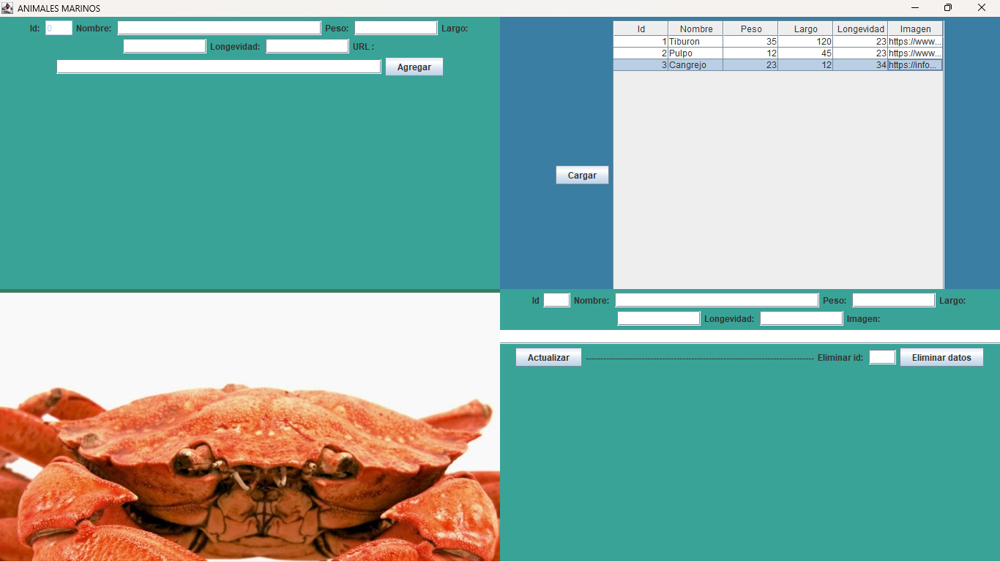 ANIMALES MARINOS
Id: 0 Nombre: Peso: Largo:
Longevidad: URL :
Agregar
Id Nombre Peso Largo Longevidad Imagen
1 Tiburon 35 120 23 https://www...
2 Pulpo 12 45 23 https://www...
3 Cangrejo 23 12 34 https://info...
Cargar
Id Nombre: Peso: Largo:
Longevidad: Imagen:
Actualizar ------------------------------------------------------------------------------ Eliminar id: Eliminar datos